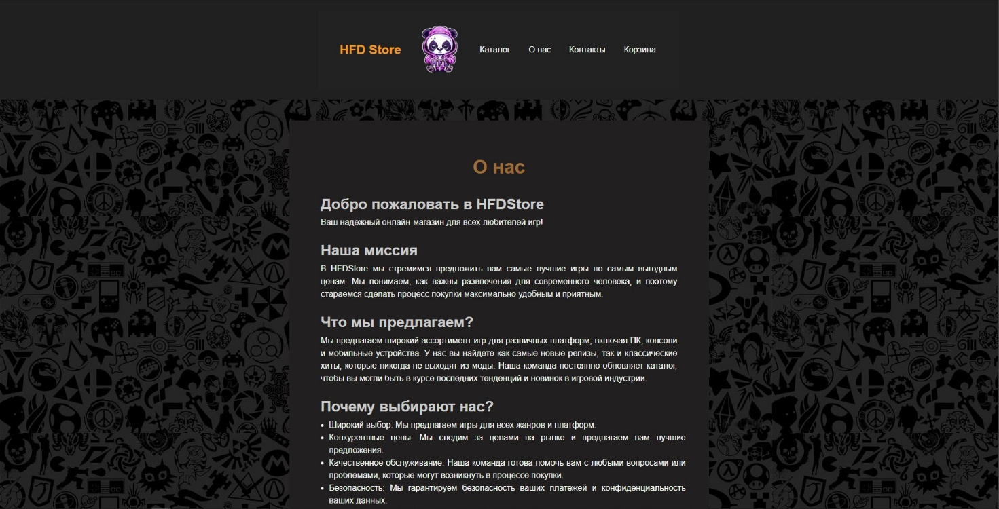 HFD Store
HFD
Каталог
О нас
Контакты
Корзина
О нас
Добро пожаловать в HFDStore
Ваш надежный онлайн-магазин для всех любителей игр!
Наша миссия
В HFDStore мы стремимся предложить вам самые лучшие игры по самым выгодным
ценам. Мы понимаем, как важны развлечения для современного человека, и поэтому
стараемся сделать процесс покупки максимально удобным и приятным.
Что мы предлагаем?
Мы предлагаем широкий ассортимент игр для различных платформ, включая ПК, консоли
и мобильные устройства. У нас вы найдете как самые новые релизы, так и классические
хиты, которые никогда не выходят из моды. Наша команда постоянно обновляет каталог,
чтобы вы могли быть в курсе последних тенденций и новинок в игровой индустрии.
Почему выбирают нас?
• Широкий выбор: Мы предлагаем игры для всех жанров и платформ.
• Конкурентные цены: Мы следим за ценами на рынке и предлагаем вам лучшие
предложения.
• Качественное обслуживание: Наша команда готова помочь вам с любыми вопросами или
проблемами, которые могут возникнуть в процессе покупки.
• Безопасность: Мы гарантируем безопасность ваших платежей и конфиденциальность
ваших данных.